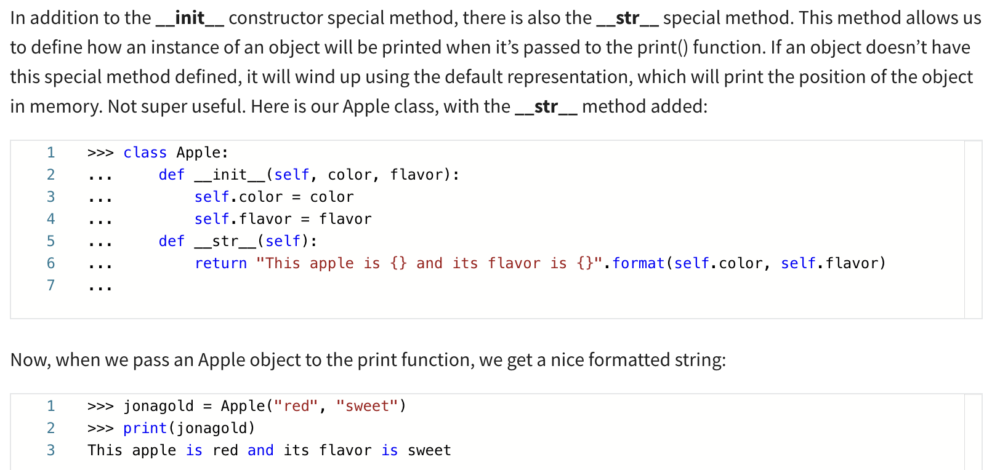 In addition to the __init__ constructor special method, there is also the __str__ special method. This method allows us
to define how an instance of an object will be printed when it’s passed to the print() function. If an object doesn’t have
this special method defined, it will wind up using the default representation, which will print the position of the object
in memory. Not super useful. Here is our Apple class, with the __str__ method added:
1 >>> class Apple:
2 ...     def __init__(self, color, flavor):
3 ...         self.color = color
4 ...         self.flavor = flavor
5 ...     def __str__(self):
6 ...         return "This apple is {} and its flavor is {}".format(self.color, self.flavor)
7 ...
Now, when we pass an Apple object to the print function, we get a nice formatted string:
1 >>> jonagold = Apple("red", "sweet")
2 >>> print(jonagold)
3 This apple is red and its flavor is sweet